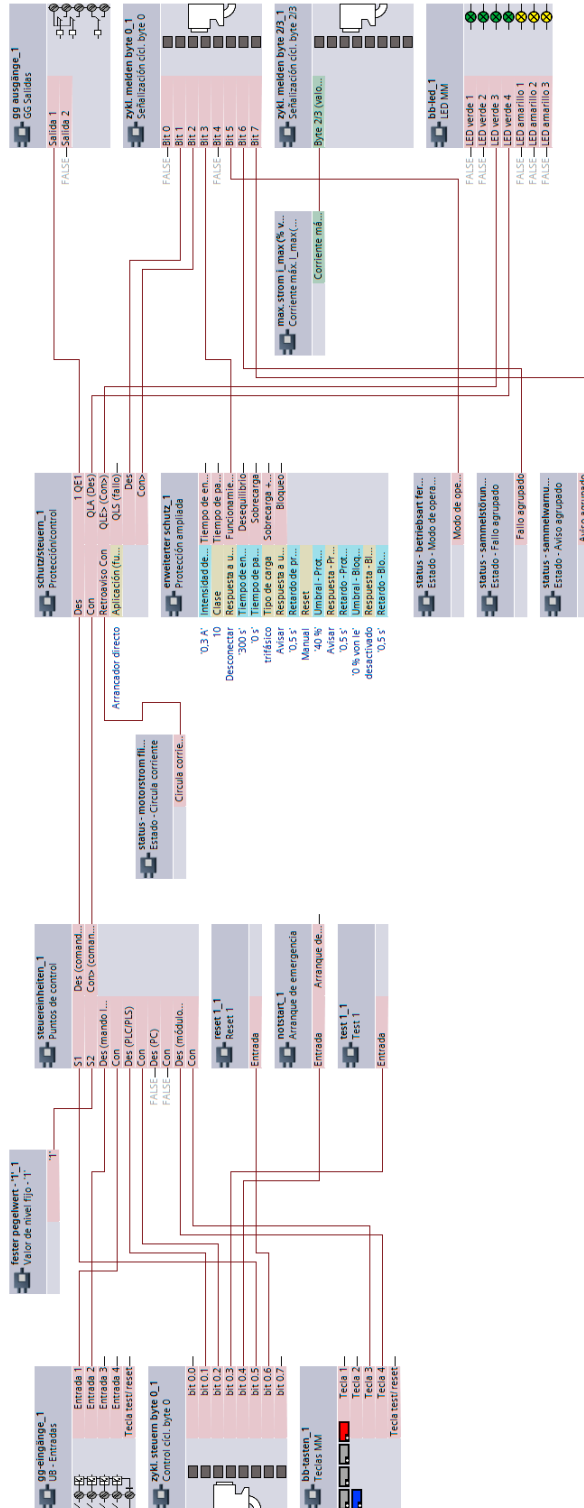 gg-eingänge_1
UB - Entradas
Entrada 1
Entrada 2
Entrada 3
Entrada 4
Tecla test/reset
zykl. steuern byte 0_1
Control cícl. byte 0
bit 0.0
bit 0.1
bit 0.2
bit 0.3
bit 0.4
bit 0.5
bit 0.6
bit 0.7
bb-tasten_1
Teclas MM
Tecla 1
Tecla 2
Tecla 3
Tecla 4
Tecla test/reset
fester pegelwert - '1'_1
Valor de nivel fijo - '1'
'1'
steuereinheiten_1
Puntos de control
S1
Des (comand...
S2
Con> (coman...
Des (mando l...
Con
Des (PLC/PLS)
Con
FALSE
Des (PC)
FALSE
Con
Des (módulo...
Con
reset 1_1
Reset 1
Entrada
notstart_1
Arranque de emergencia
Entrada
Arranque de...
test 1_1
Test 1
Entrada
status - motorstrom fli...
Estado - Circula corriente
Circula corrie...
schutz/steuern_1
Protección/control
Des
1 QE1
Con
QLA (Des)
Retroaviso Con
QLE> (Con>)
Arrancador directo
Aplicación (fu...
QLS (fallo)
Des
Con>
erweiterter schutz_1
Protección ampliada
'0,3 A'
Intensidad de...
Tiempo de en...
10
Clase
Tiempo de pa...
Desconectar
Respuesta a u...
Funcionamie...
'300 s'
Tiempo de en...
Desequilibrio
'0 s'
Tiempo de pa...
Sobrecarga
trifásico
Tipo de carga
Sobrecarga +...
Avisar
Respuesta a u...
Bloqueo
'0,5 s'
Retardo de pr...
Manual
Reset
'40 %'
Umbral - Prot...
Avisar
Respuesta - Pr...
'0,5 s'
Retardo - Prot...
'0 % von Ie'
Umbral - Bloq...
desactivado
Respuesta - Bl...
'0,5 s'
Retardo - Blo...
status - betriebsart fer...
Estado - Modo de opera...
Modo de ope...
status - sammelstörun...
Estado - Fallo agrupado
Fallo agrupado
status - sammelwarnu...
Estado - Aviso agrupado
Aviso agrupado
max. strom i_max (% v...
Corriente máx. I_max(...
Corriente má...
gg ausgänge_1
GG Salidas
Salida 1
FALSE
Salida 2
zykl. melden byte 0_1
Señalización cícl. byte 0
FALSE
Bit 0
Bit 1
Bit 2
Bit 3
FALSE
Bit 4
Bit 5
Bit 6
Bit 7
zykl. melden byte 2/3_1
Señalización cícl. byte 2/3
Byte 2/3 (valo...
bb-led_1
LED MM
FALSE
LED verde 1
FALSE
LED verde 2
LED verde 3
LED verde 4
FALSE
LED amarillo 1
FALSE
LED amarillo 2
FALSE
LED amarillo 3